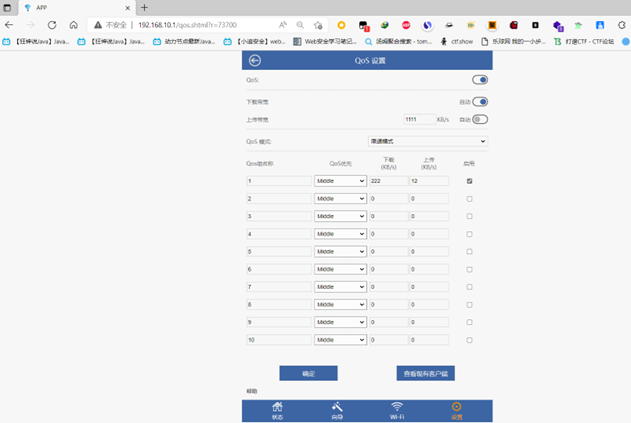 APP
不安全 192.168.10.1/qos.shtml?r=73700
【狂神说Java】Java... 【狂神说Java】Java... 动力节点最新Java... 【小迪安全】web... Web安全学习笔记... 汤姆聚合搜索 - tom... ctf.show 乐球网 我的一小步... 打造CTF - CTF论坛
QoS 设置
QoS:
下载带宽 自动
上传带宽 1111 KB/s 自动
QoS 模式: 限速模式
Qos组名称 QoS优先 下载 (KB/s) 上传 (KB/s) 启用
1 Middle 222 12
2 Middle 0 0
3 Middle 0 0
4 Middle 0 0
5 Middle 0 0
6 Middle 0 0
7 Middle 0 0
8 Middle 0 0
9 Middle 0 0
10 Middle 0 0
确定 查看现有客户端
帮助
状态 向导 Wi-Fi 设置